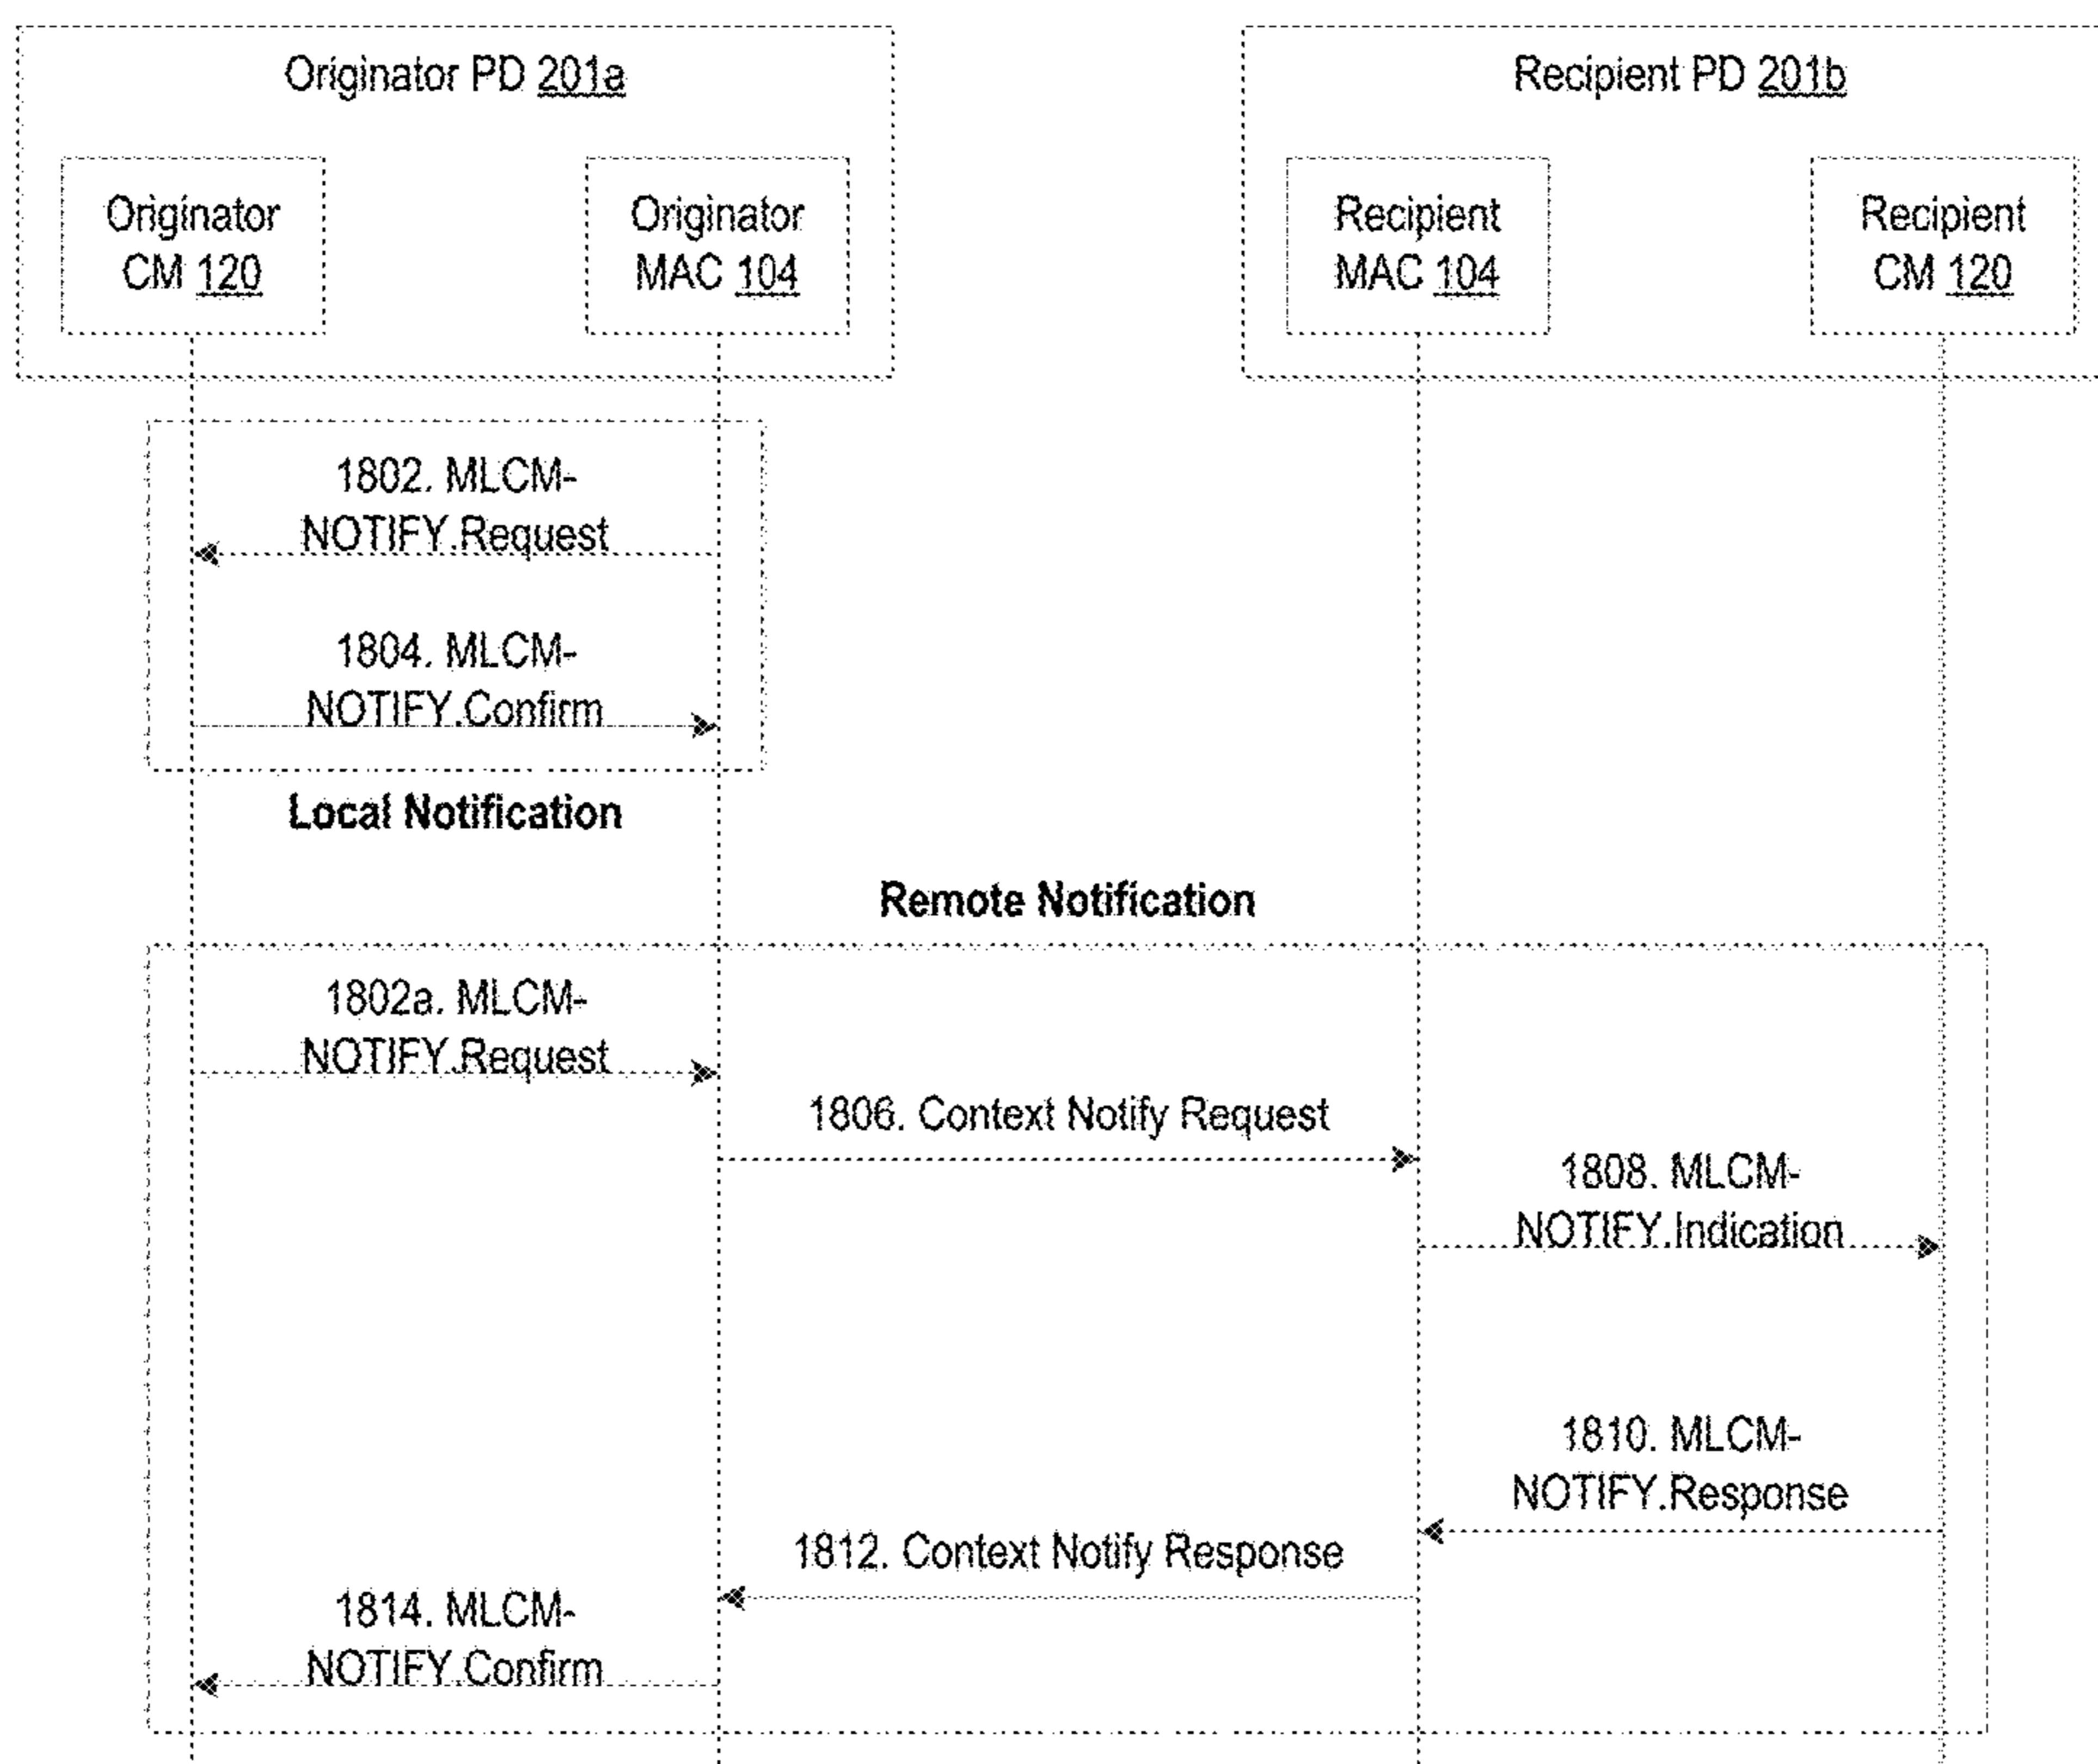 Originator PD 201a
Recipient PD 201b
Originator
CM 120
Originator
MAC 104
Recipient
MAC 104
Recipient
CM 120
1802. MLCM-
NOTIFY.Request
1804. MLCM-
NOTIFY.Confirm
Local Notification
Remote Notification
1802a. MLCM-
NOTIFY.Request
1806. Context Notify Request
1808. MLCM-
NOTIFY.Indication
1810. MLCM-
NOTIFY.Response
1812. Context Notify Response
1814. MLCM-
NOTIFY.Confirm